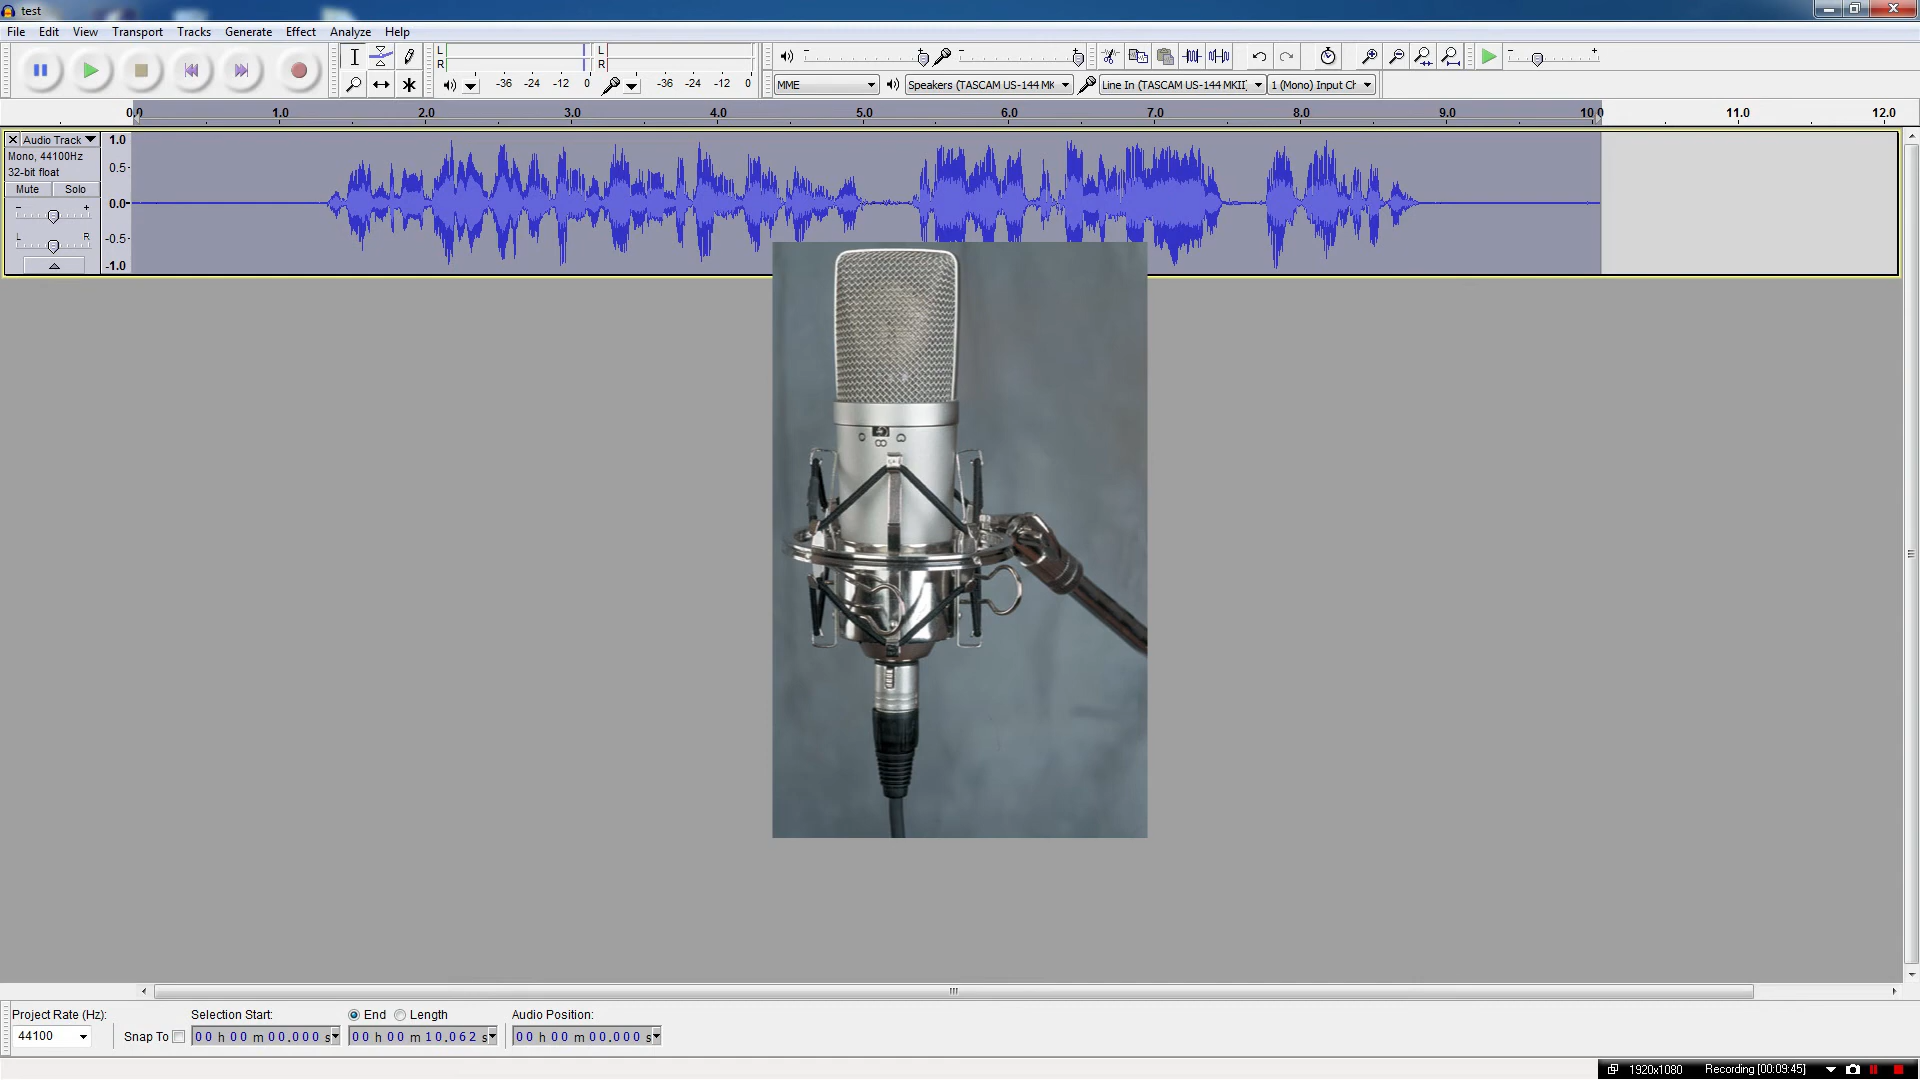 test
File Edit View Transport Tracks Generate Effect Analyze Help
L
R
-36 -24 -12 0
L
R
-36 -24 -12 0
MME
Speakers (TASCAM US-144 MK
Line In (TASCAM US-144 MKII)
1 (Mono) Input Ch
0.0 1.0 2.0 3.0 4.0 5.0 6.0 7.0 8.0 9.0 10.0 11.0 12.0
Audio Track
Mono, 44100Hz
32-bit float
Mute Solo
- +
L R
1.0
0.5-
0.0-
-0.5-
-1.0
Project Rate (Hz):
44100
Snap To
Selection Start:
End Length
Audio Position:
00 h 00 m 00.000 s
00 h 00 m 10.062 s
00 h 00 m 00.000 s
1920x1080 Recording [00:09:45]